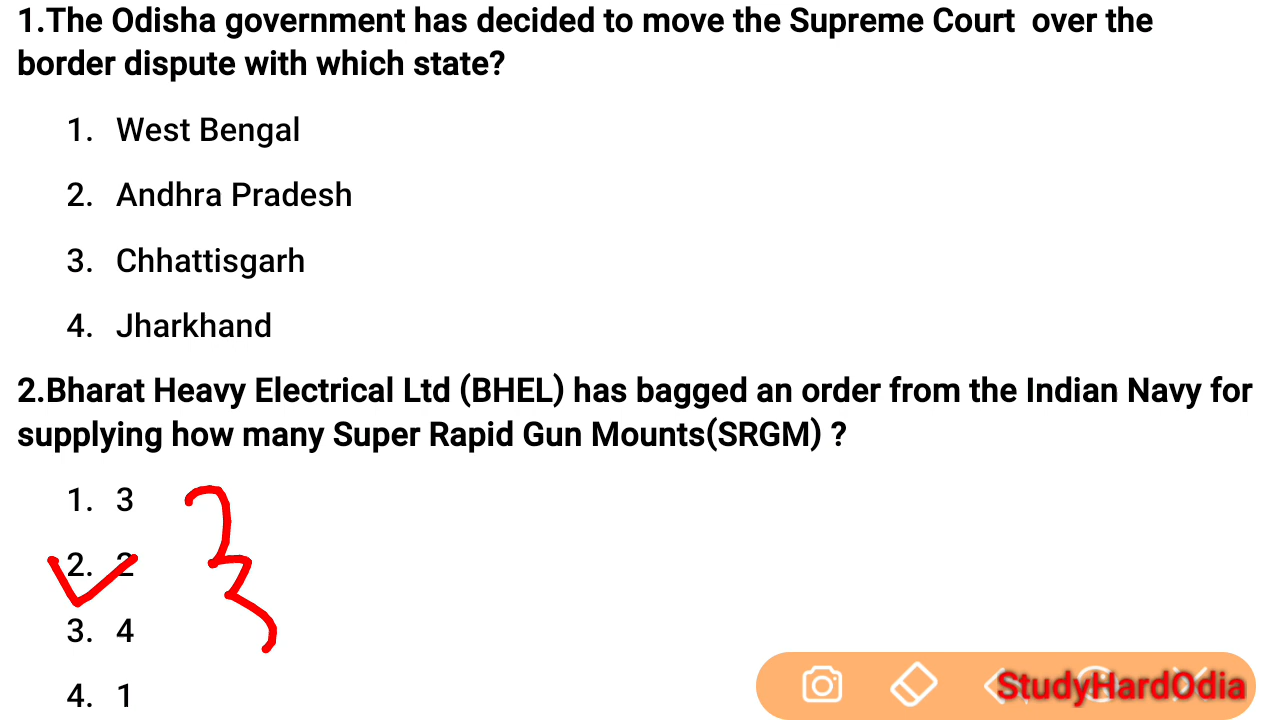 1.The Odisha government has decided to move the Supreme Court over the
border dispute with which state?
1. West Bengal
2. Andhra Pradesh
3. Chhattisgarh
4. Jharkhand
2.Bharat Heavy Electrical Ltd (BHEL) has bagged an order from the Indian Navy for
supplying how many Super Rapid Gun Mounts(SRGM) ?
1. 3
2. 2
3. 4
4. 1
StudyHardOdia